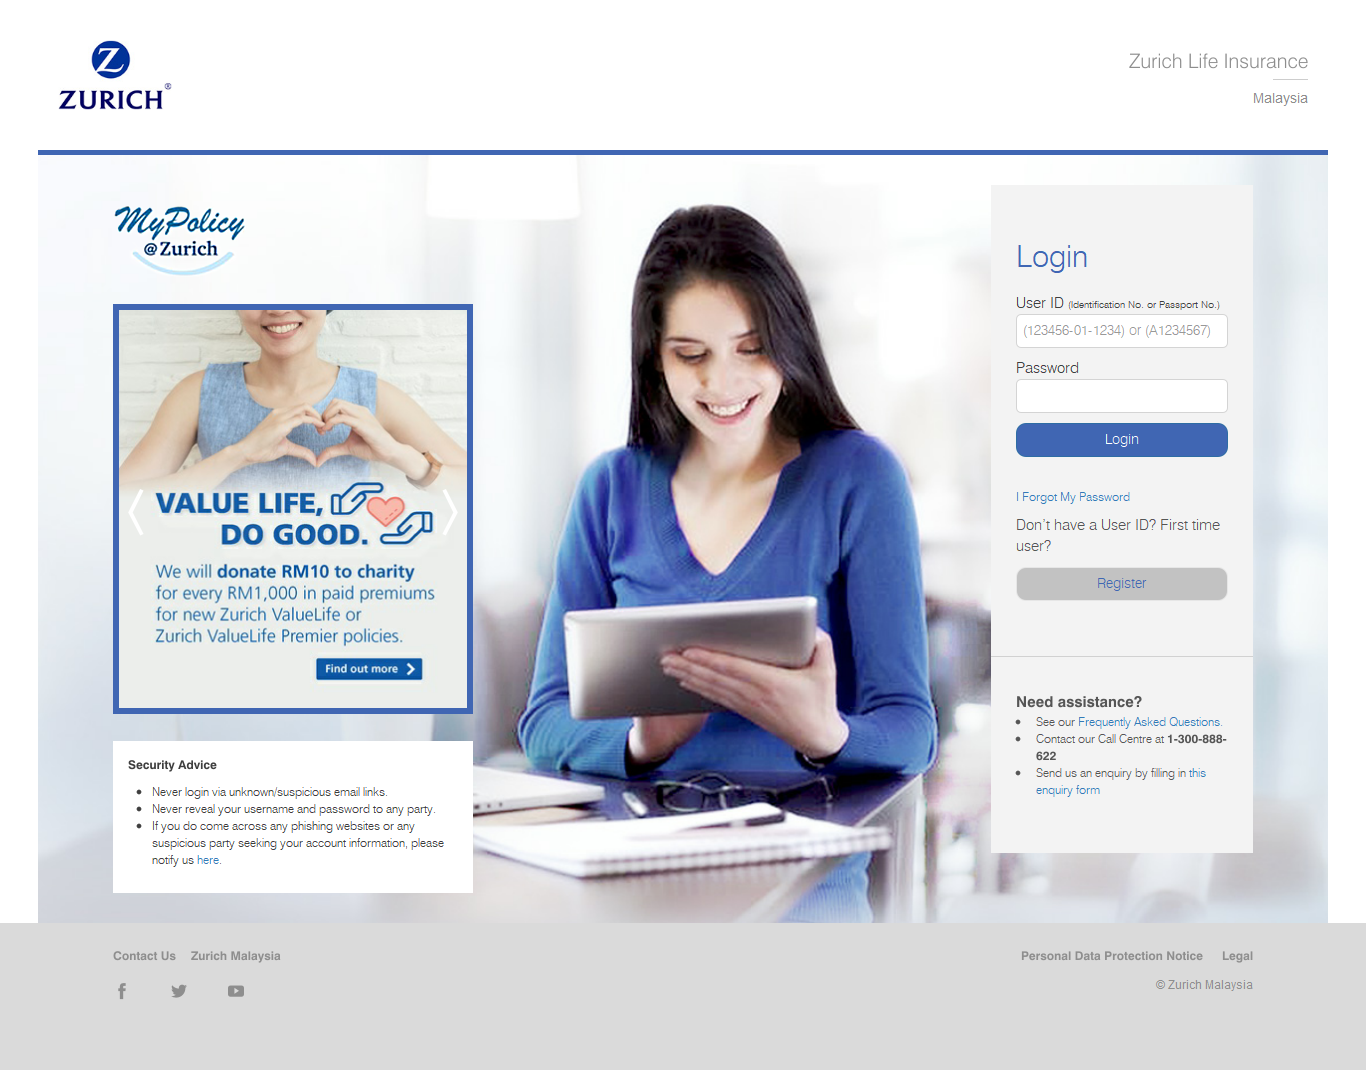 Z
ZURICH®
Zurich Life Insurance
Malaysia
MyPolicy
@Zurich
VALUE LIFE,
DO GOOD.
We will donate RM10 to charity
for every RM1,000 in paid premiums
for new Zurich ValueLife or
Zurich ValueLife Premier policies.
Find out more
Security Advice
Never login via unknown/suspicious email links.
Never reveal your username and password to any party.
If you do come across any phishing websites or any
suspicious party seeking your account information, please
notify us here.
Login
User ID (Identification No. or Passport No.)
(123456-01-1234) or (A1234567)
Password
Login
I Forgot My Password
Don't have a User ID? First time
user?
Register
Need assistance?
See our Frequently Asked Questions.
Contact our Call Centre at 1-300-888-
622
Send us an enquiry by filling in this
enquiry form
Contact Us Zurich Malaysia
Personal Data Protection Notice Legal
© Zurich Malaysia